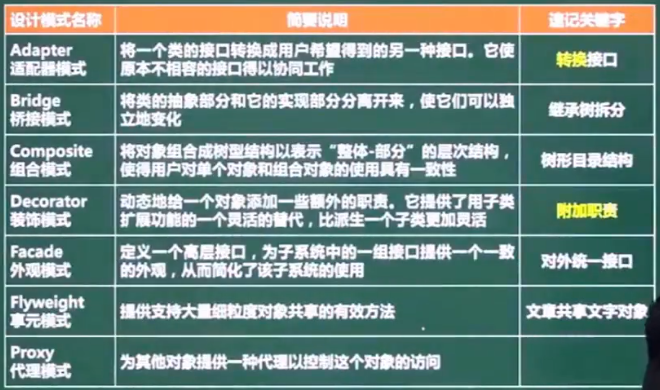 设计模式名称 简要说明 速记关键字
Adapter
适配器模式
将一个类的接口转换成用户希望得到的另一种接口。它使
原本不相容的接口得以协同工作
转换接口
Bridge
桥接模式
将类的抽象部分和它的实现部分分离开来，使它们可以独
立地变化
继承树拆分
Composite
组合模式
将对象组合成树型结构以表示“整体-部分”的层次结构，
使得用户对单个对象和组合对象的使用具有一致性
树形目录结构
Decorator
装饰模式
动态地给一个对象添加一些额外的职责。它提供了用子类
扩展功能的一个灵活的替代，比派生一个子类更加灵活
附加职责
Facade
外观模式
定义一个高层接口，为子系统中的一组接口提供一个一致
的外观，从而简化了该子系统的使用
对外统一接口
Flyweight
享元模式
提供支持大量细粒度对象共享的有效方法
文章共享文字对象
Proxy
代理模式
为其他对象提供一种代理以控制这个对象的访问